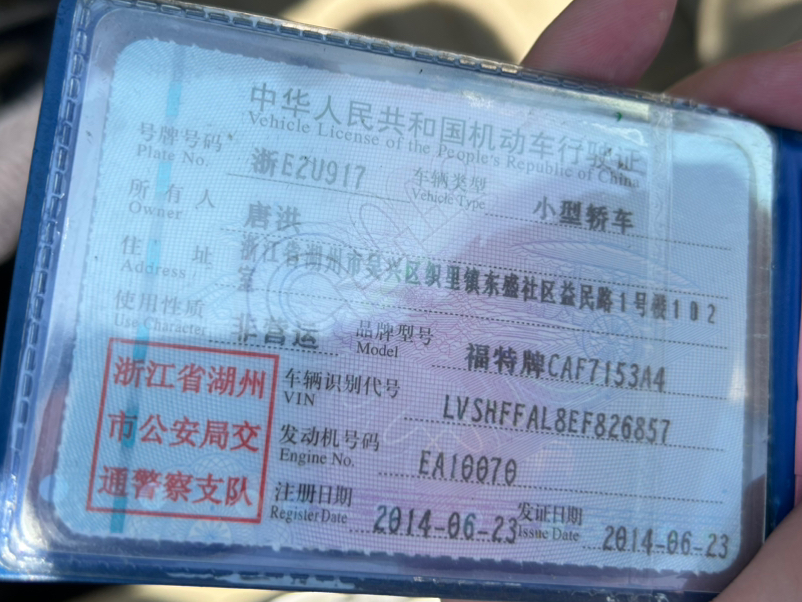 中华人民共和国机动车行驶证
Vehicle License of the People's Republic of China
号牌号码 浙E2U917 车辆类型 小型轿车
Plate No. Vehicle Type
所有人 唐洪
Owner
住址 浙江省湖州市吴兴区织里镇东盛社区益民路1号楼102
Address 室
使用性质 非营运 品牌型号 福特牌CAF7153A4
Use Character Model
浙江省湖州
市公安局交
通警察支队
车辆识别代号 LVSHFFAL8EF826857
VIN
发动机号码 EA10070
Engine No.
注册日期 2014-06-23 发证日期 2014-06-23
Register Date Issue Date